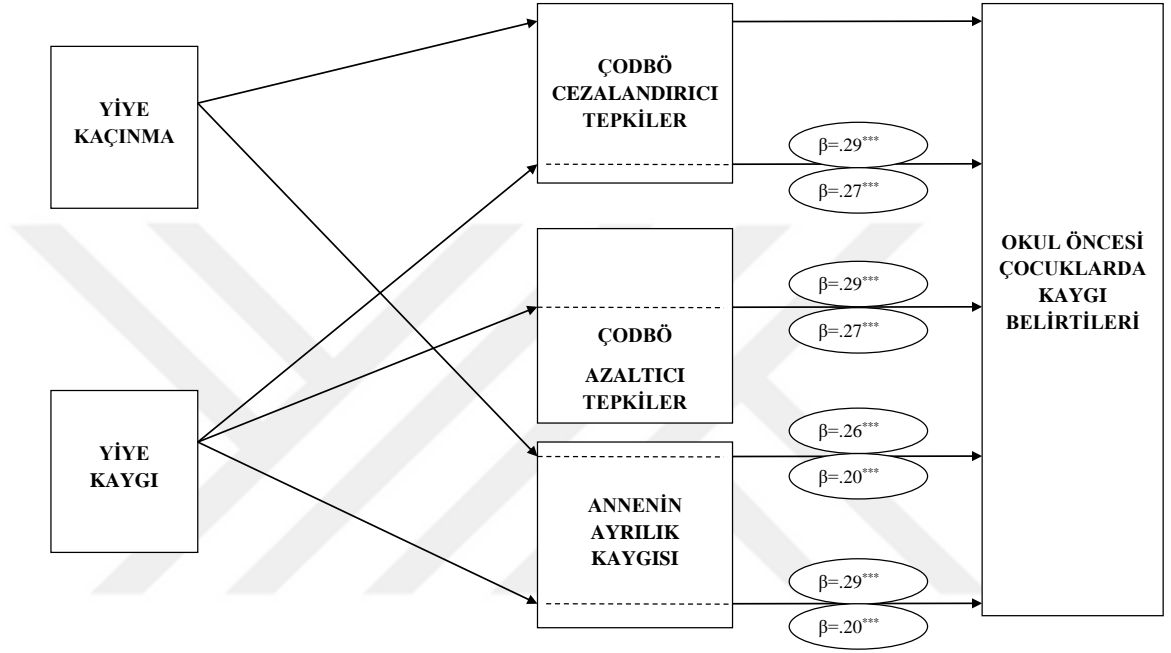 YİYE
KAÇINMA
YİYE
KAYGI
ÇODBÖ
CEZALANDIRICI
TEPKİLER
ÇODBÖ
AZALTICI
TEPKİLER
ANNENİN
AYRILIK
KAYGISI
β=.29***
β=.27***
β=.29***
β=.27***
β=.26***
β=.20***
β=.29***
β=.20***
OKUL ÖNCESİ
ÇOCUKLARDA
KAYGI
BELİRTİLERİ